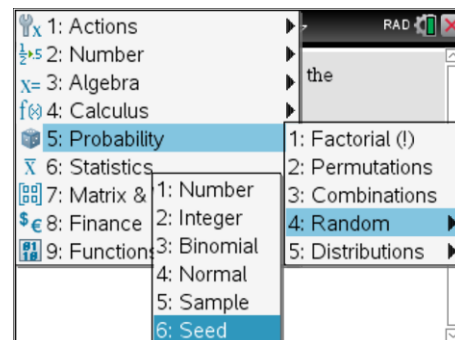 1: Actions
2: Number
3: Algebra
4: Calculus
5: Probability
6: Statistics
7: Matrix &
8: Finance
9: Functions
RAD
the
1: Factorial (!)
2: Permutations
3: Combinations
4: Random
5: Distributions
1: Number
2: Integer
3: Binomial
4: Normal
5: Sample
6: Seed